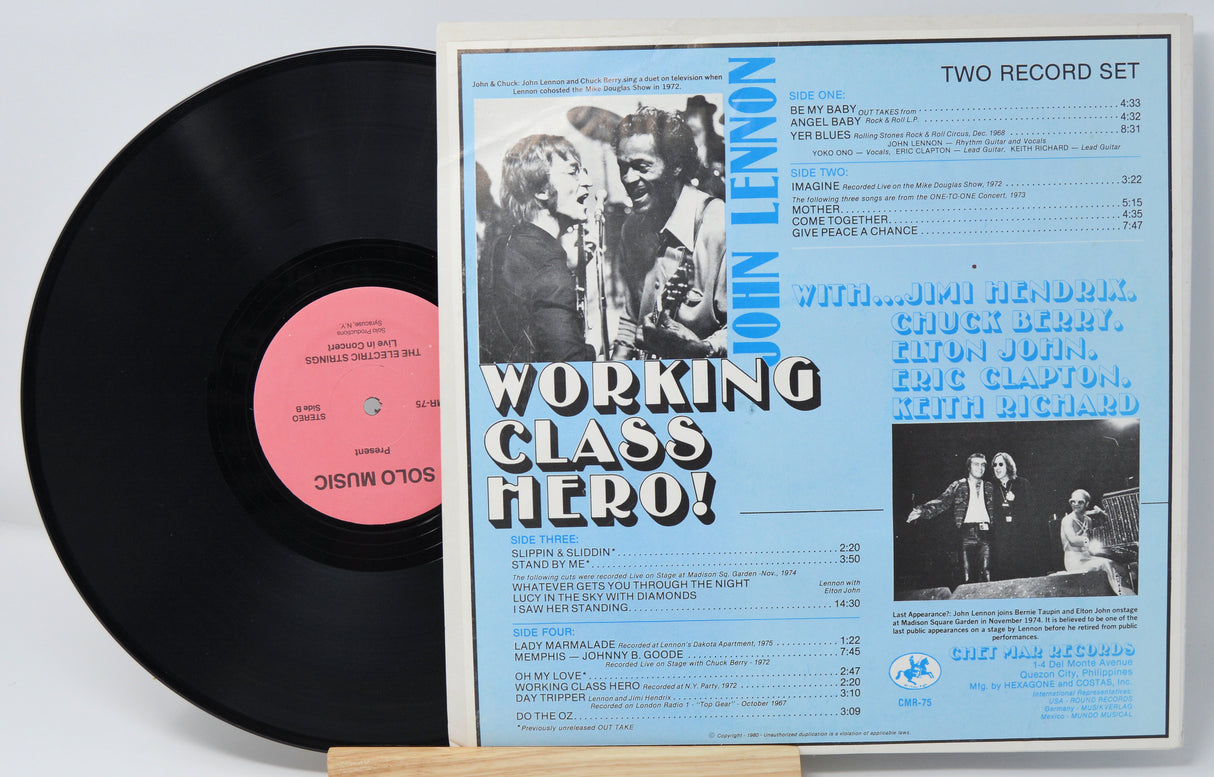 SOLO MUSIC
Present
MR-75
STEREO
Side B
THE ELECTRIC STRINGS
Live in Concert
Solo Productions
Syracuse, N.Y.
John & Chuck: John Lennon and Chuck Berry sing a duet on television when
Lennon cohosted the Mike Douglas Show in 1972.
JOHN LENNON
WORKING
CLASS
HERO!
TWO RECORD SET
SIDE ONE:
BE MY BABY OUT TAKES from 4:33
ANGEL BABY Rock & Roll L.P. 4:32
YER BLUES Rolling Stones Rock & Roll Circus, Dec. 1968 8:31
JOHN LENNON — Rhythm Guitar and Vocals
YOKO ONO — Vocals, ERIC CLAPTON — Lead Guitar, KEITH RICHARD — Lead Guitar
SIDE TWO:
IMAGINE Recorded Live on the Mike Douglas Show, 1972 3:22
The following three songs are from the ONE-TO-ONE Concert, 1973
MOTHER 5:15
COME TOGETHER 4:35
GIVE PEACE A CHANCE 7:47
WITH...JIMI HENDRIX,
CHUCK BERRY,
ELTON JOHN,
ERIC CLAPTON,
KEITH RICHARD
SIDE THREE:
SLIPPIN & SLIDDIN* 2:20
STAND BY ME* 3:50
The following cuts were recorded Live on Stage at Madison Sq. Garden -Nov., 1974
WHATEVER GETS YOU THROUGH THE NIGHT Lennon with
LUCY IN THE SKY WITH DIAMONDS Elton John
I SAW HER STANDING 14:30
SIDE FOUR:
LADY MARMALADE Recorded at Lennon's Dakota Apartment, 1975 1:22
MEMPHIS — JOHNNY B. GOODE 7:45
Recorded Live on Stage with Chuck Berry - 1972
OH MY LOVE* 2:47
WORKING CLASS HERO Recorded at N.Y. Party, 1972 2:20
DAY TRIPPER Lennon and Jimi Hendrix 3:10
Recorded on London Radio 1 - "Top Gear" - October 1967
DO THE OZ 3:09
*Previously unreleased OUT TAKE
Last Appearance?: John Lennon joins Bernie Taupin and Elton John onstage
at Madison Square Garden in November 1974. It is believed to be one of the
last public appearances on a stage by Lennon before he retired from public
performances.
CHET MAR RECORDS
1-4 Del Monte Avenue
Quezon City, Philippines
Mfg. by HEXAGONE and COSTAS, Inc.
International Representatives:
USA - ROUND RECORDS
Germany - MUSIKVERLAG
Mexico - MUNDO MUSICAL
CMR-75
© Copyright - 1980 - Unauthorized duplication is a violation of applicable laws.